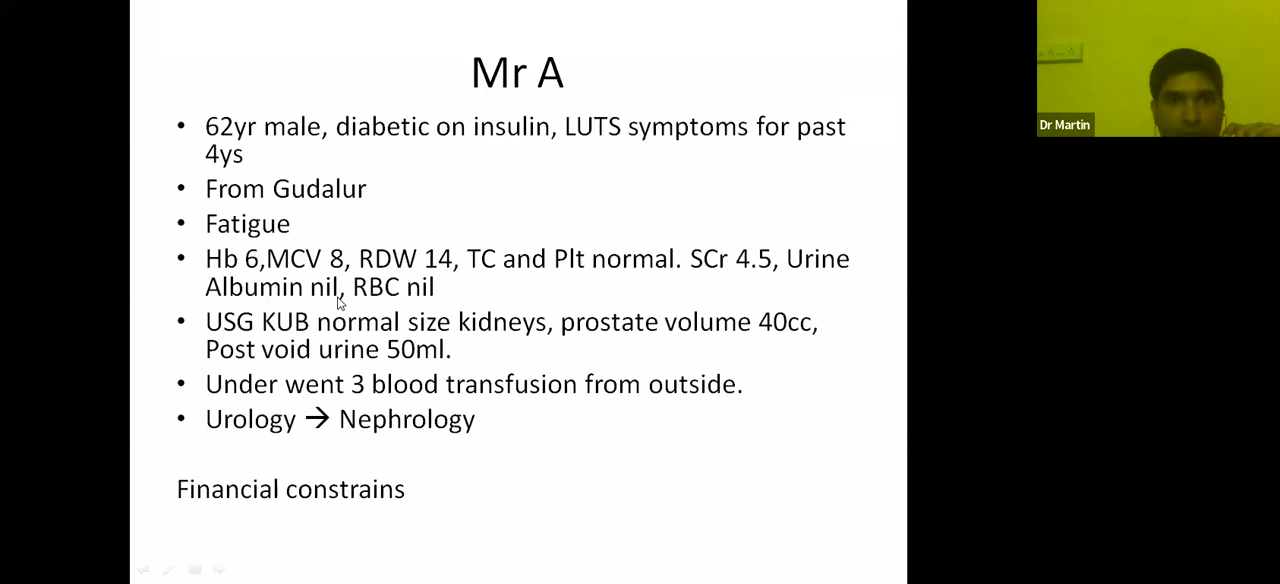 Mr A
• 62yr male, diabetic on insulin, LUTS symptoms for past
4ys
• From Gudalur
• Fatigue
• Hb 6,MCV 8, RDW 14, TC and Plt normal. SCr 4.5, Urine
Albumin nil, RBC nil
• USG KUB normal size kidneys, prostate volume 40cc,
Post void urine 50ml.
• Under went 3 blood transfusion from outside.
• Urology → Nephrology
Financial constrains
Dr Martin